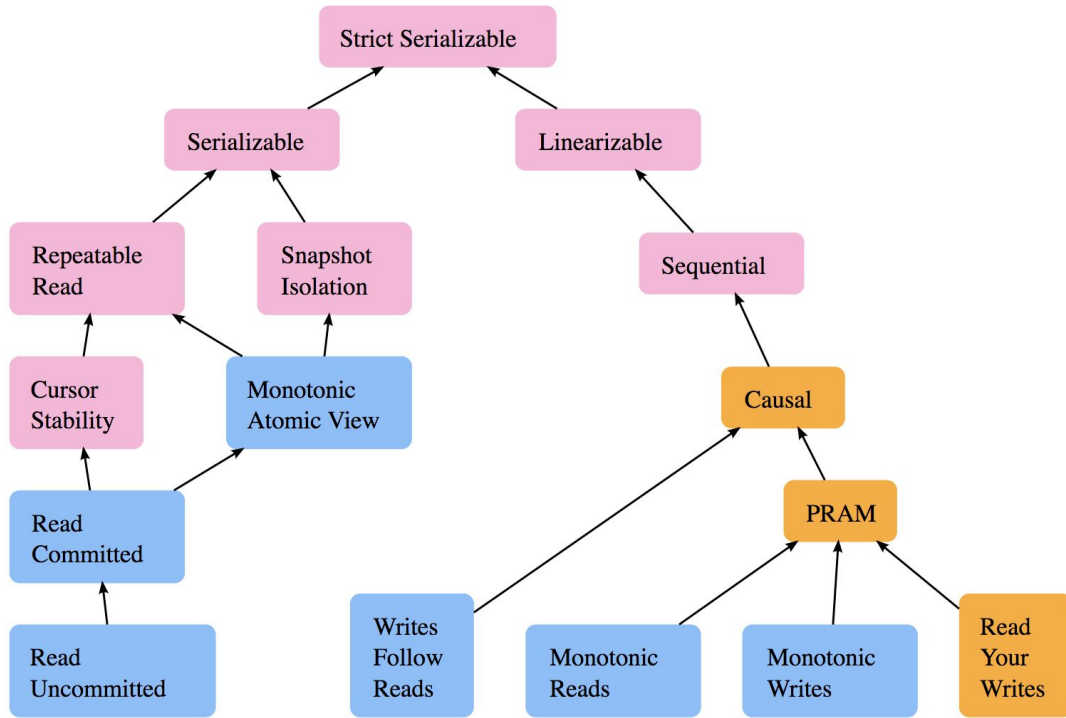 Strict Serializable
Serializable
Linearizable
Repeatable
Read
Snapshot
Isolation
Sequential
Cursor
Stability
Monotonic
Atomic View
Causal
Read
Committed
PRAM
Read
Uncommitted
Writes
Follow
Reads
Monotonic
Reads
Monotonic
Writes
Read
Your
Writes